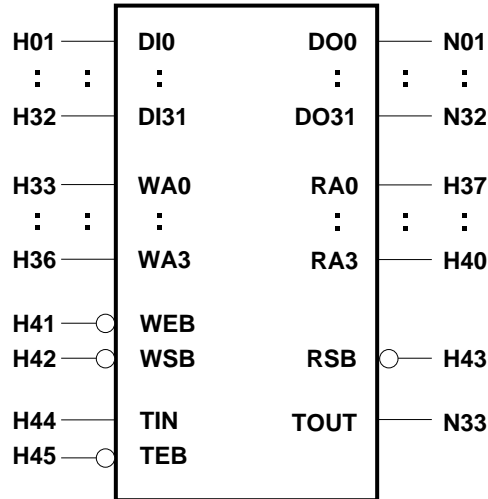 H01 DI0 DO0 N01
: : : : : :
H32 DI31 DO31 N32
H33 WA0 RA0 H37
: : : : : :
H36 WA3 RA3 H40
H41 WEB
H42 WSB RSB H43
H44 TIN TOUT N33
H45 TEB